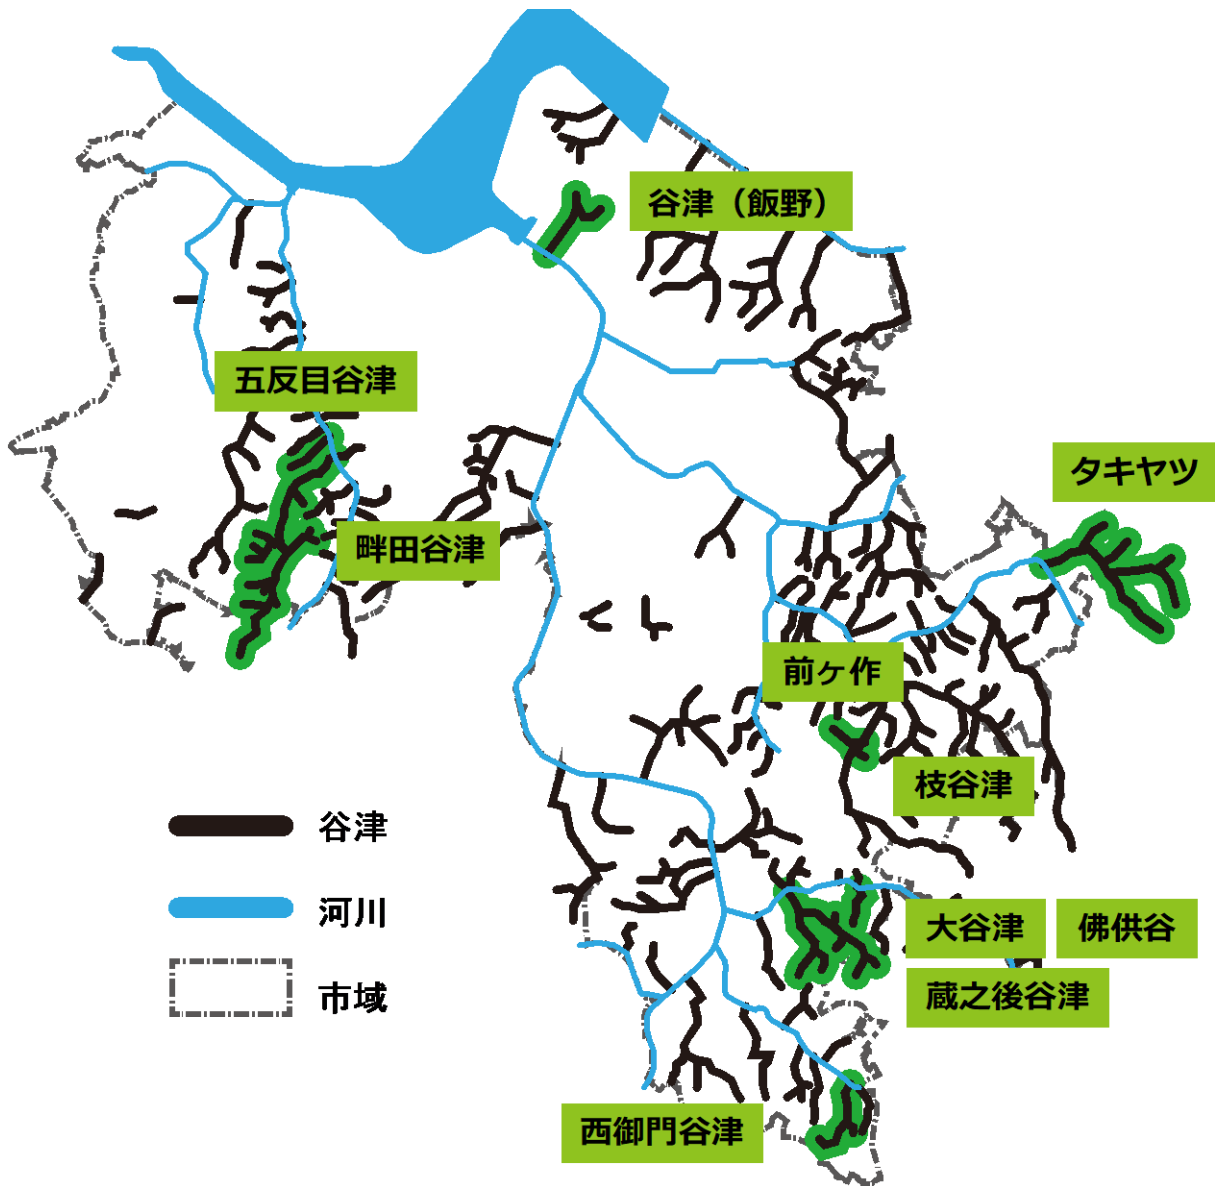 谷津（飯野）
五反目谷津
タキヤツ
畔田谷津
前ヶ作
枝谷津
谷津
河川
市域
大谷津
佛供谷
蔵之後谷津
西御門谷津